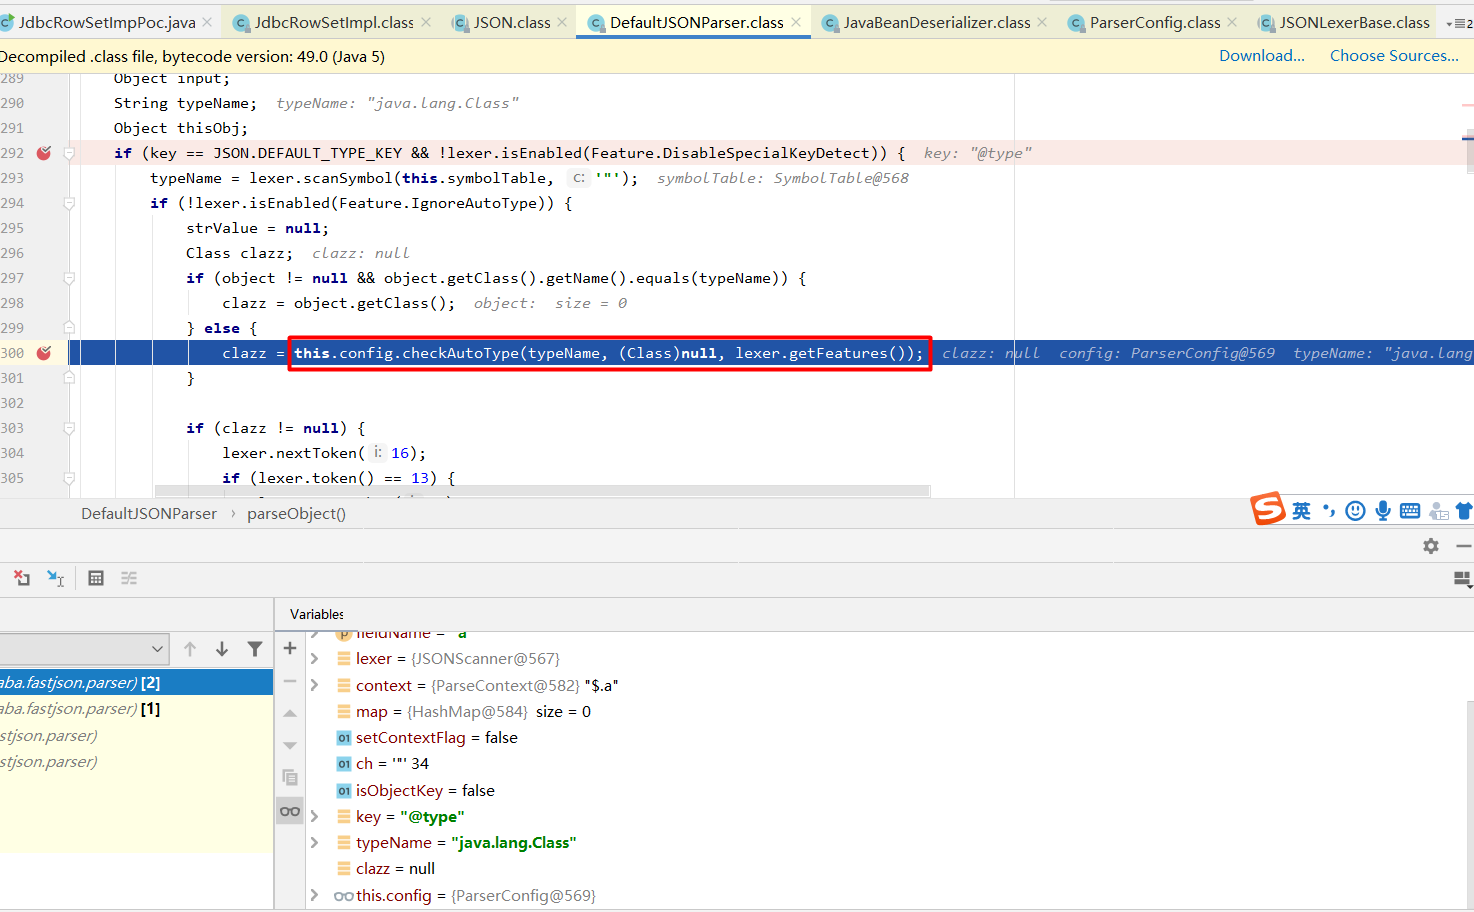 JdbcRowSetImpPoc.java JdbcRowSetImpl.class JSON.class DefaultJSONParser.class JavaBeanDeserializer.class ParserConfig.class JSONLexerBase.class 2
Decompiled .class file, bytecode version: 49.0 (Java 5) Download... Choose Sources...
289 Object input;
290 String typeName; typeName: "java.lang.Class"
291 Object thisObj;
292 if (key == JSON.DEFAULT_TYPE_KEY && !lexer.isEnabled(Feature.DisableSpecialKeyDetect)) { key: "@type"
293 typeName = lexer.scanSymbol(this.symbolTable, c: '"'); symbolTable: SymbolTable@568
294 if (!lexer.isEnabled(Feature.IgnoreAutoType)) {
295 strValue = null;
296 Class clazz; clazz: null
297 if (object != null && object.getClass().getName().equals(typeName)) {
298 clazz = object.getClass(); object: size = 0
299 } else {
300 clazz = this.config.checkAutoType(typeName, (Class)null, lexer.getFeatures()); clazz: null config: ParserConfig@569 typeName: "java.lang
301 }
302
303 if (clazz != null) {
304 lexer.nextToken( i: 16);
305 if (lexer.token() == 13) {
DefaultJSONParser › parseObject()
英
Variables
fieldName = "a"
aba.fastjson.parser) [2] lexer = {JSONScanner@567}
aba.fastjson.parser) [1] context = {ParseContext@582} "$.a"
map = {HashMap@584} size = 0
stjson.parser) setContextFlag = false
stjson.parser) ch = '"' 34
isObjectKey = false
key = "@type"
typeName = "java.lang.Class"
clazz = null
this.config = {ParserConfig@569}